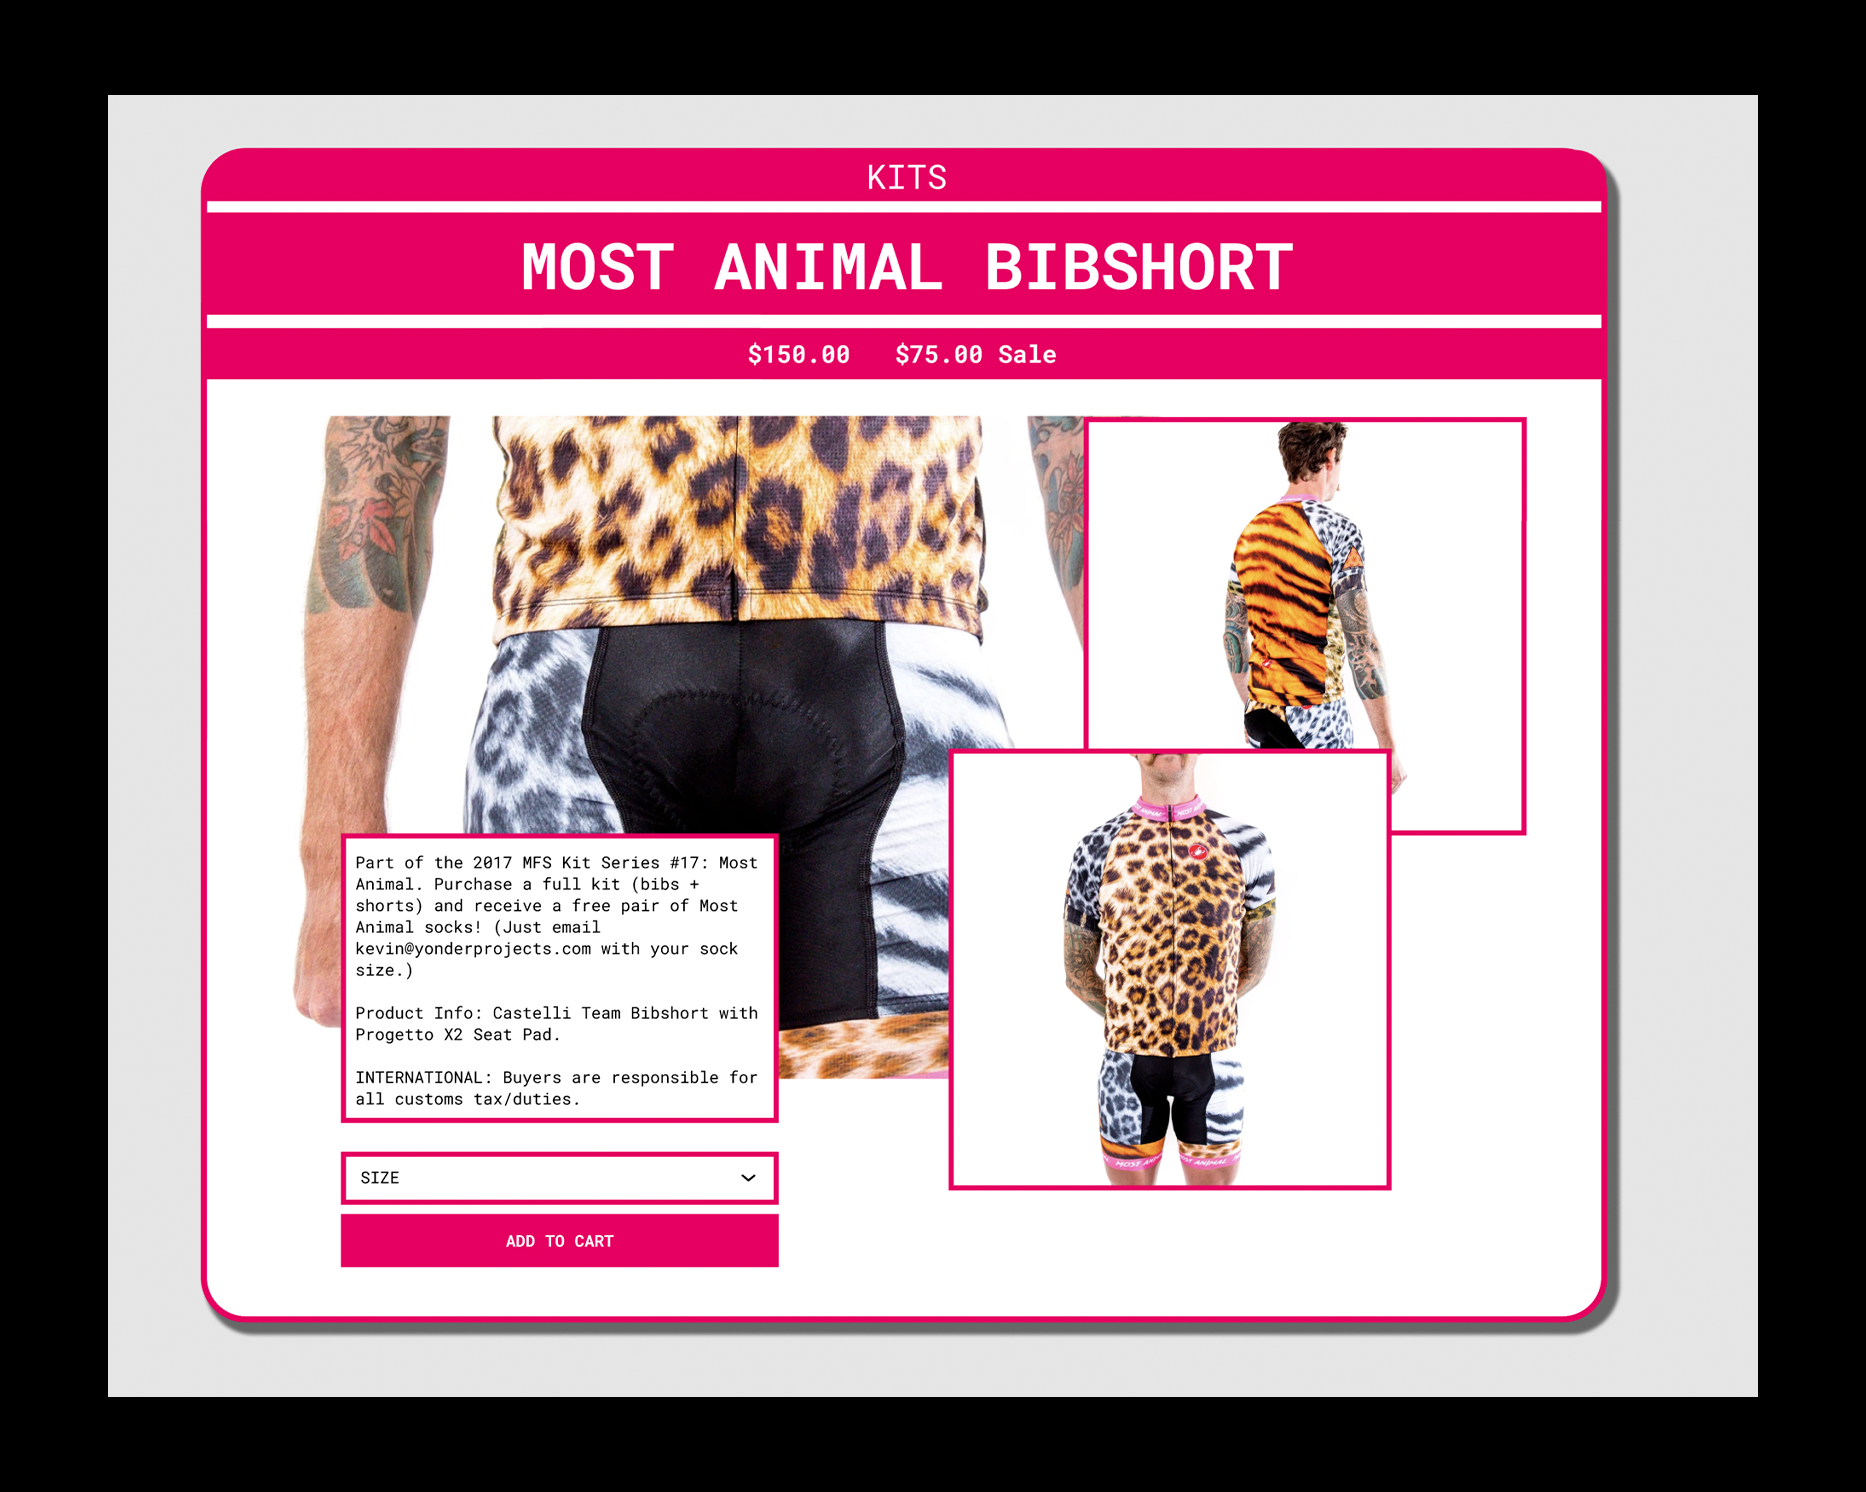 KITS
MOST ANIMAL BIBSHORT
$150.00 $75.00 Sale
Part of the 2017 MFS Kit Series #17: Most
Animal. Purchase a full kit (bibs +
shorts) and receive a free pair of Most
Animal socks! (Just email
kevin@yonderprojects.com with your sock
size.)
Product Info: Castelli Team Bibshort with
Progetto X2 Seat Pad.
INTERNATIONAL: Buyers are responsible for
all customs tax/duties.
SIZE
ADD TO CART
MOST ANIMAL